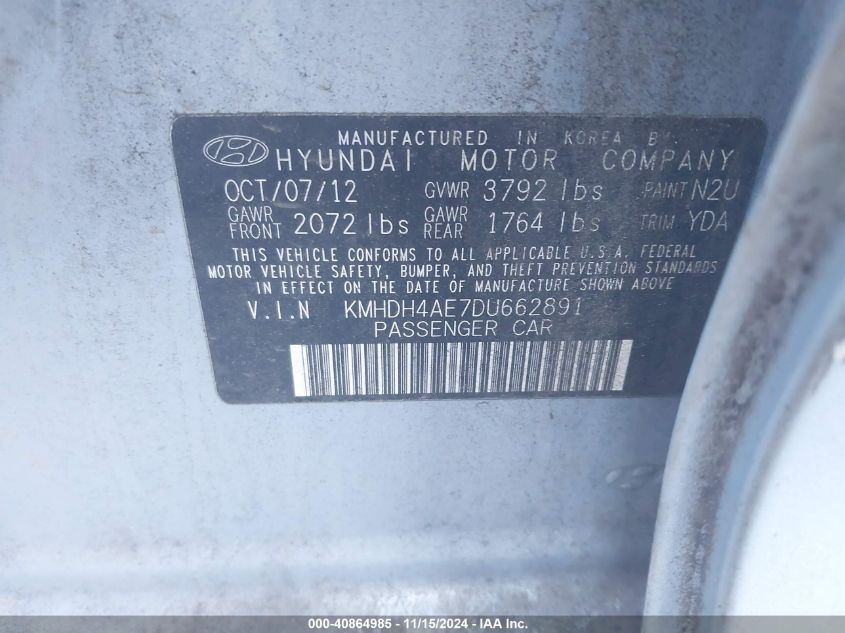 MANUFACTURED IN KOREA BY
HYUNDAI MOTOR COMPANY
OCT/07/12 GVWR 3792 lbs PAINT N2U
GAWR FRONT 2072 lbs GAWR REAR 1764 lbs TRIM YDA
THIS VEHICLE CONFORMS TO ALL APPLICABLE U.S.A. FEDERAL
MOTOR VEHICLE SAFETY, BUMPER, AND THEFT PREVENTION STANDARDS
IN EFFECT ON THE DATE OF MANUFACTURE SHOWN ABOVE
V.I.N KMHDH4AE7DU662891
PASSENGER CAR
000-40864985 - 11/15/2024 - IAA, Inc.